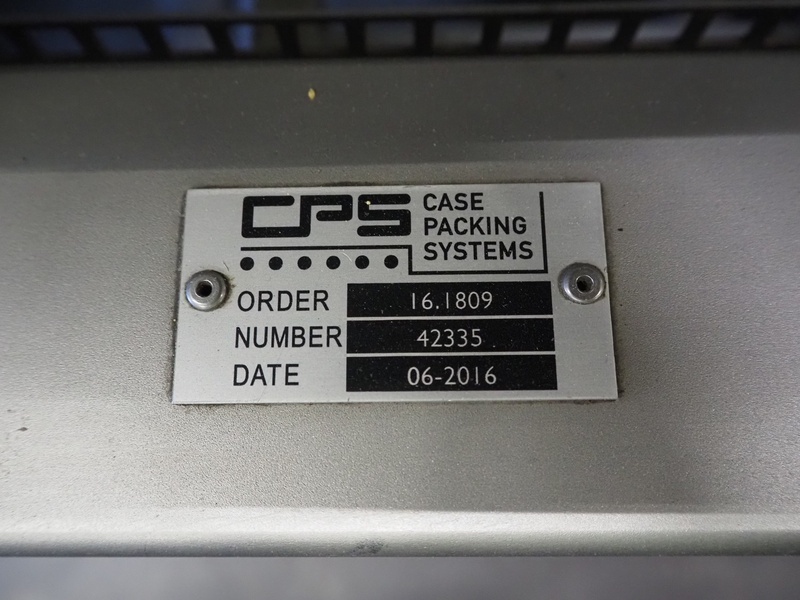 CPS CASE
PACKING
SYSTEMS
ORDER 16.1809
NUMBER 42335
DATE 06-2016